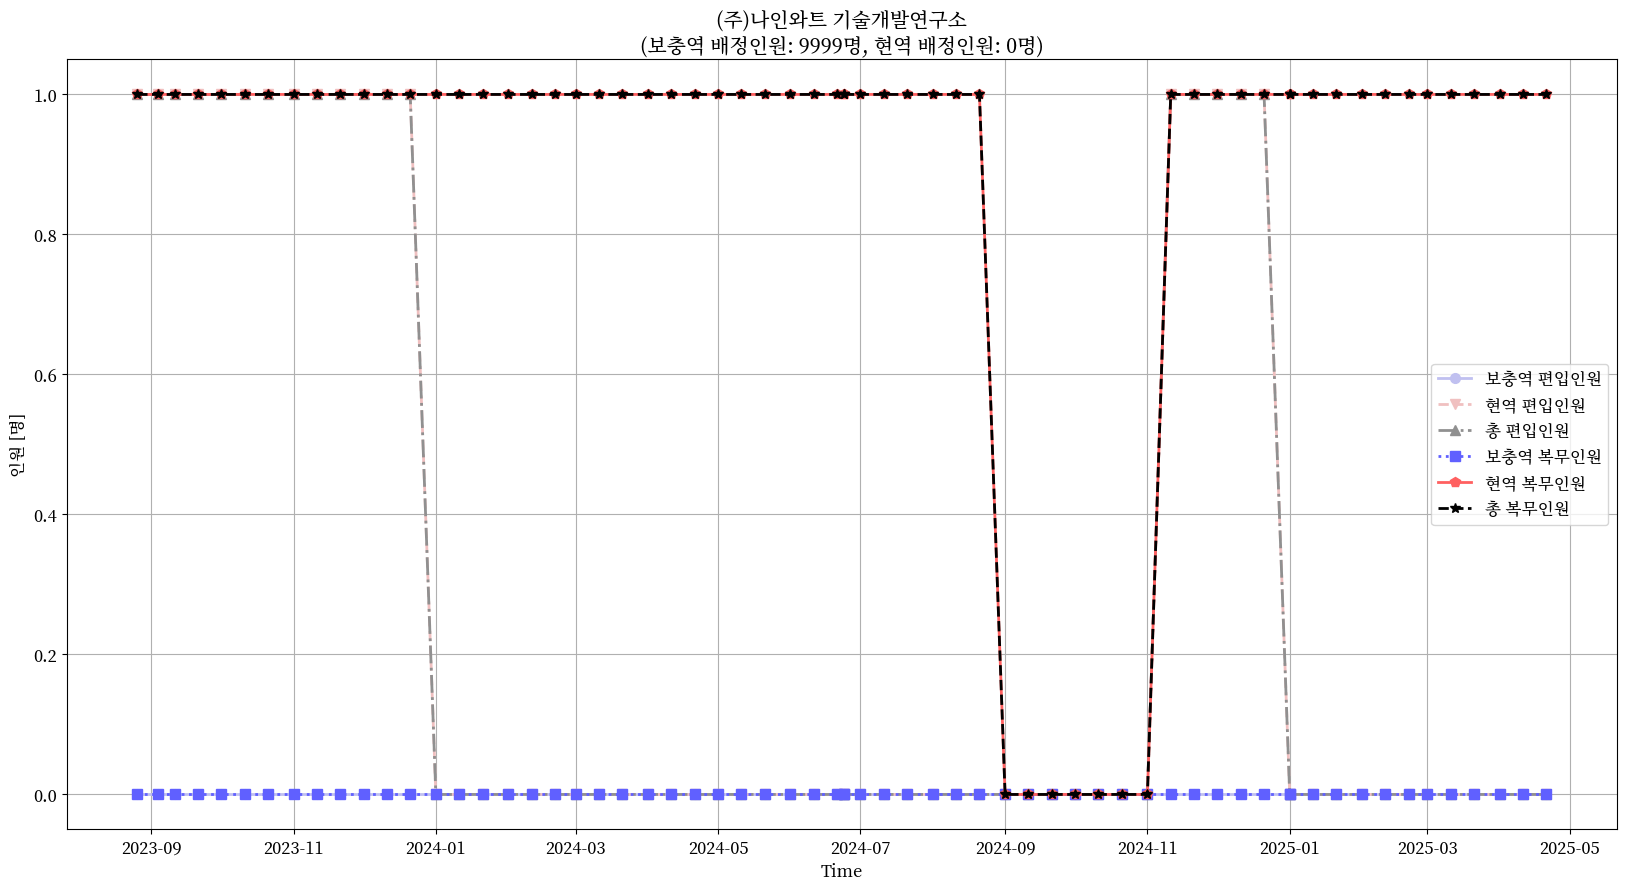 (주)나인와트 기술개발연구소
(보충역 배정인원: 9999명, 현역 배정인원: 0명)
1.0
0.8
0.6
0.4
0.2
0.0
인원 [명]
보충역 편입인원
현역 편입인원
총 편입인원
보충역 복무인원
현역 복무인원
총 복무인원
2023-09
2023-11
2024-01
2024-03
2024-05
2024-07
2024-09
2024-11
2025-01
2025-03
2025-05
Time